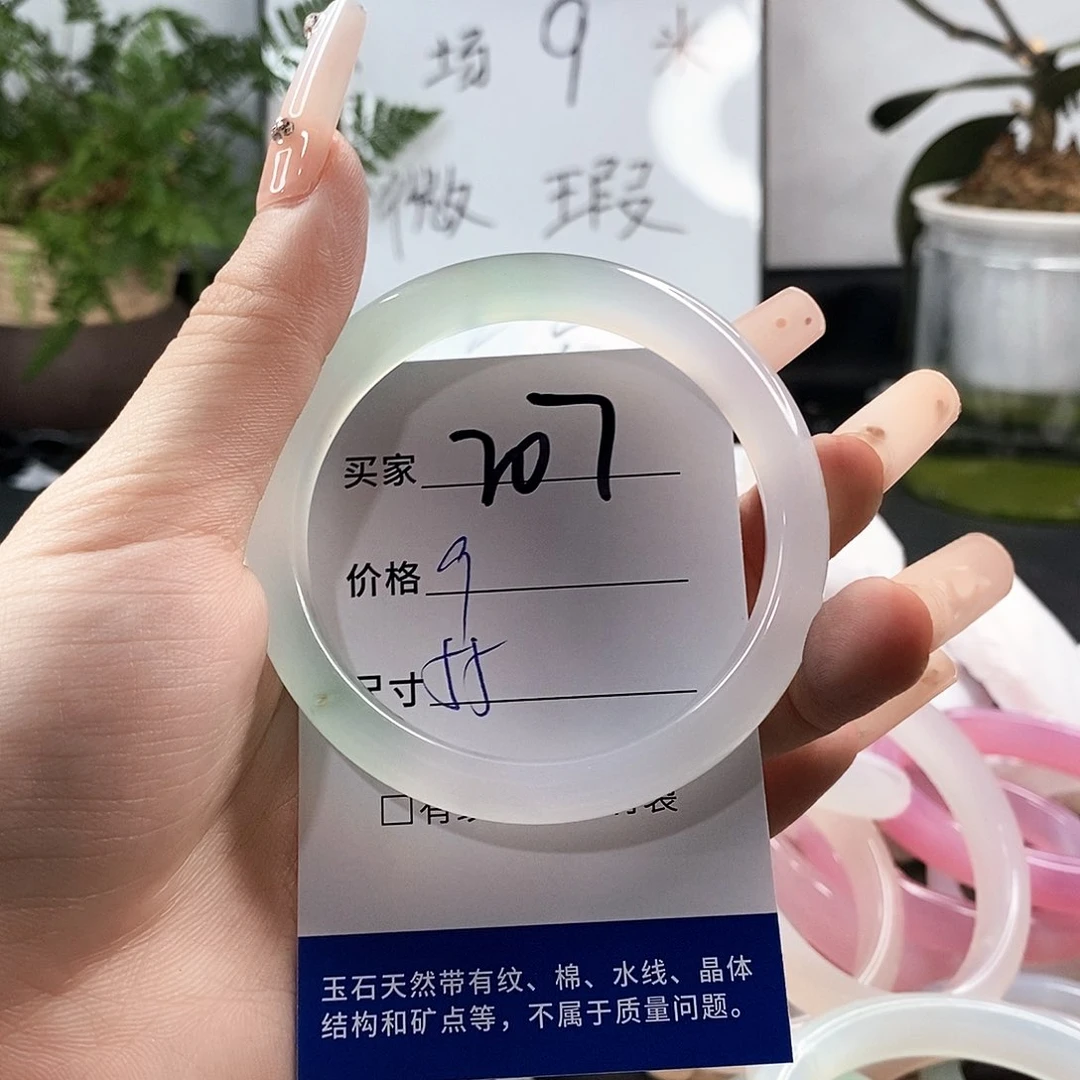 场 9
微 瑕
买家 707
价格 9
尺寸
玉石天然带有纹、棉、水线、晶体
结构和矿点等，不属于质量问题。